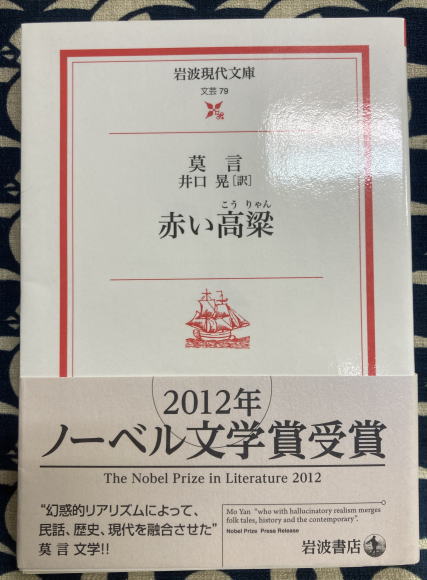 岩波現代文庫
文芸 79
莫 言
井口 晃［訳］
こう りゃん
赤い高粱
2012年
ノーベル文学賞受賞
The Nobel Prize in Literature 2012
"幻惑的リアリズムによって、
民話、歴史、現代を融合させた"
莫 言 文学!!
Mo Yan "who with hallucinatory realism merges
folk tales, history and the contemporary".
Nobel Prize Press Release
岩波書店